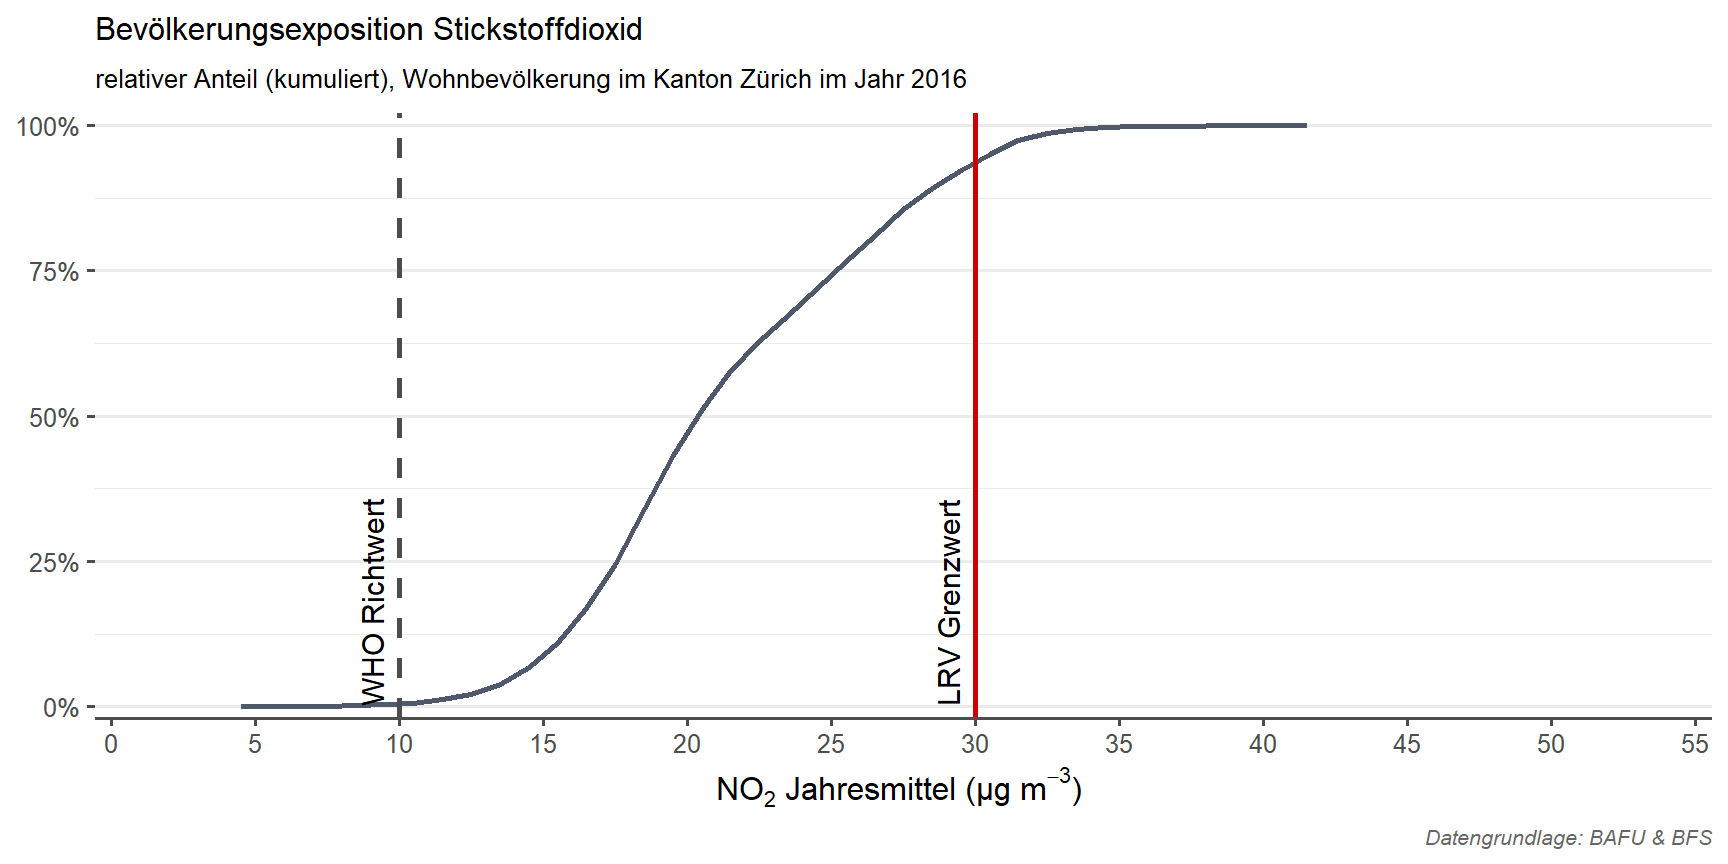 Bevölkerungsexposition Stickstoffdioxid
relativer Anteil (kumuliert), Wohnbevölkerung im Kanton Zürich im Jahr 2016
100%
75%
50%
25%
0%
WHO Richtwert
LRV Grenzwert
0 5 10 15 20 25 30 35 40 45 50 55
NO₂ Jahresmittel (µg m⁻³)
Datengrundlage: BAFU & BFS